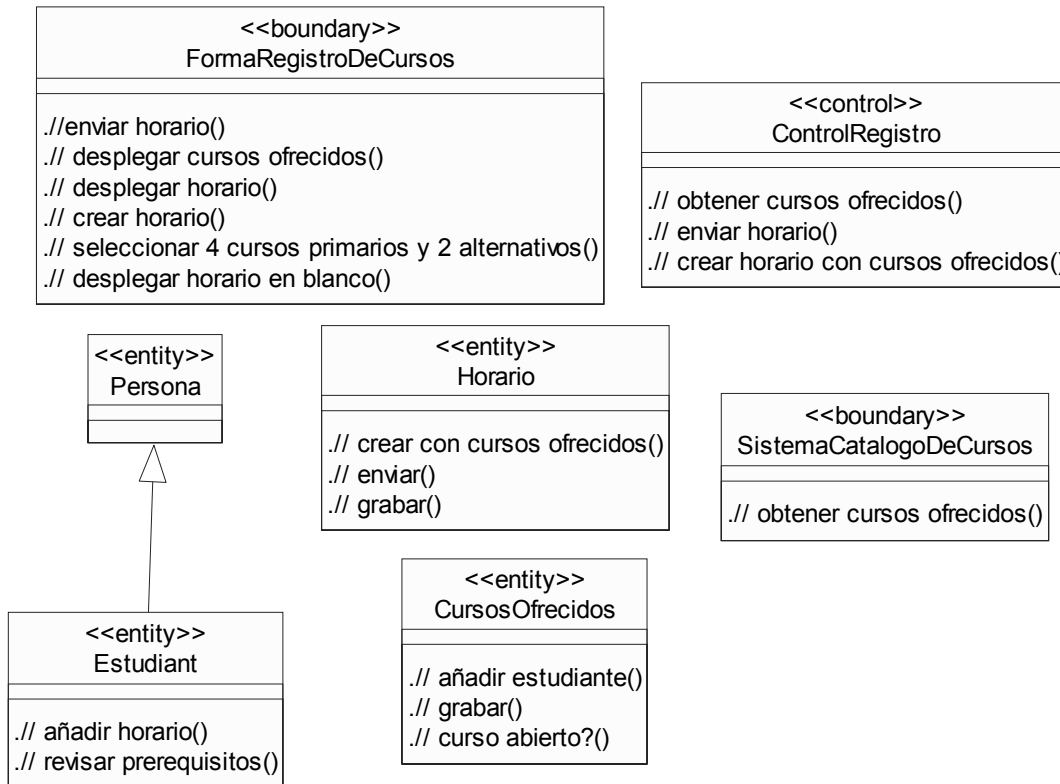 <<boundary>>
FormaRegistroDeCursos
.//enviar horario()
.// desplegar cursos ofrecidos()
.// desplegar horario()
.// crear horario()
.// seleccionar 4 cursos primarios y 2 alternativos()
.// desplegar horario en blanco()
<<control>>
ControlRegistro
.// obtener cursos ofrecidos()
.// enviar horario()
.// crear horario con cursos ofrecidos()
<<entity>>
Persona
<<entity>>
Horario
.// crear con cursos ofrecidos()
.// enviar()
.// grabar()
<<boundary>>
SistemaCatalogoDeCursos
.// obtener cursos ofrecidos()
<<entity>>
Estudiant
.// añadir horario()
.// revisar prerequisitos()
<<entity>>
CursosOfrecidos
.// añadir estudiante()
.// grabar()
.// curso abierto?()